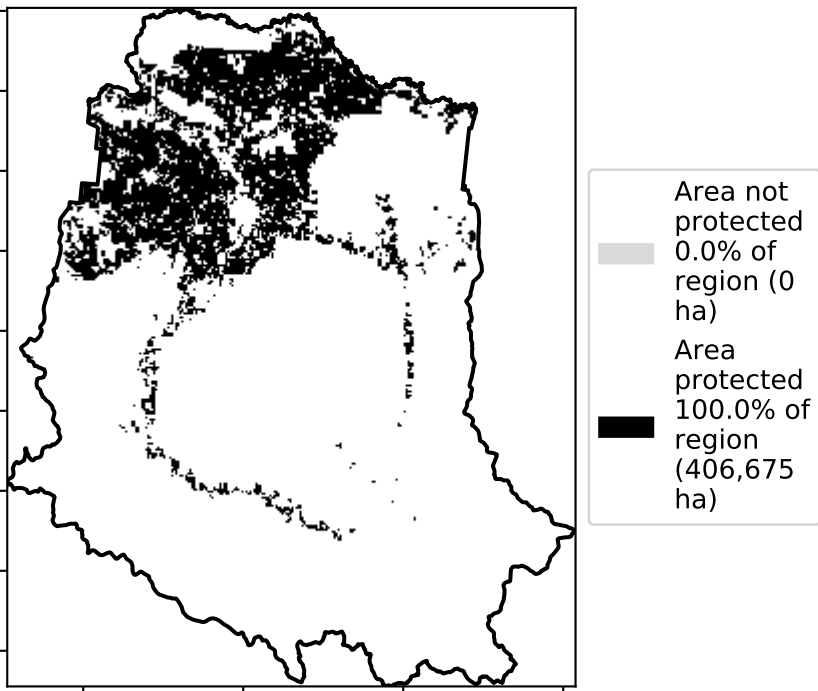 Area not
protected
0.0% of
region (0
ha)
Area
protected
100.0% of
region
(406,675
ha)